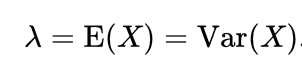 λ = E(X) = Var(X).